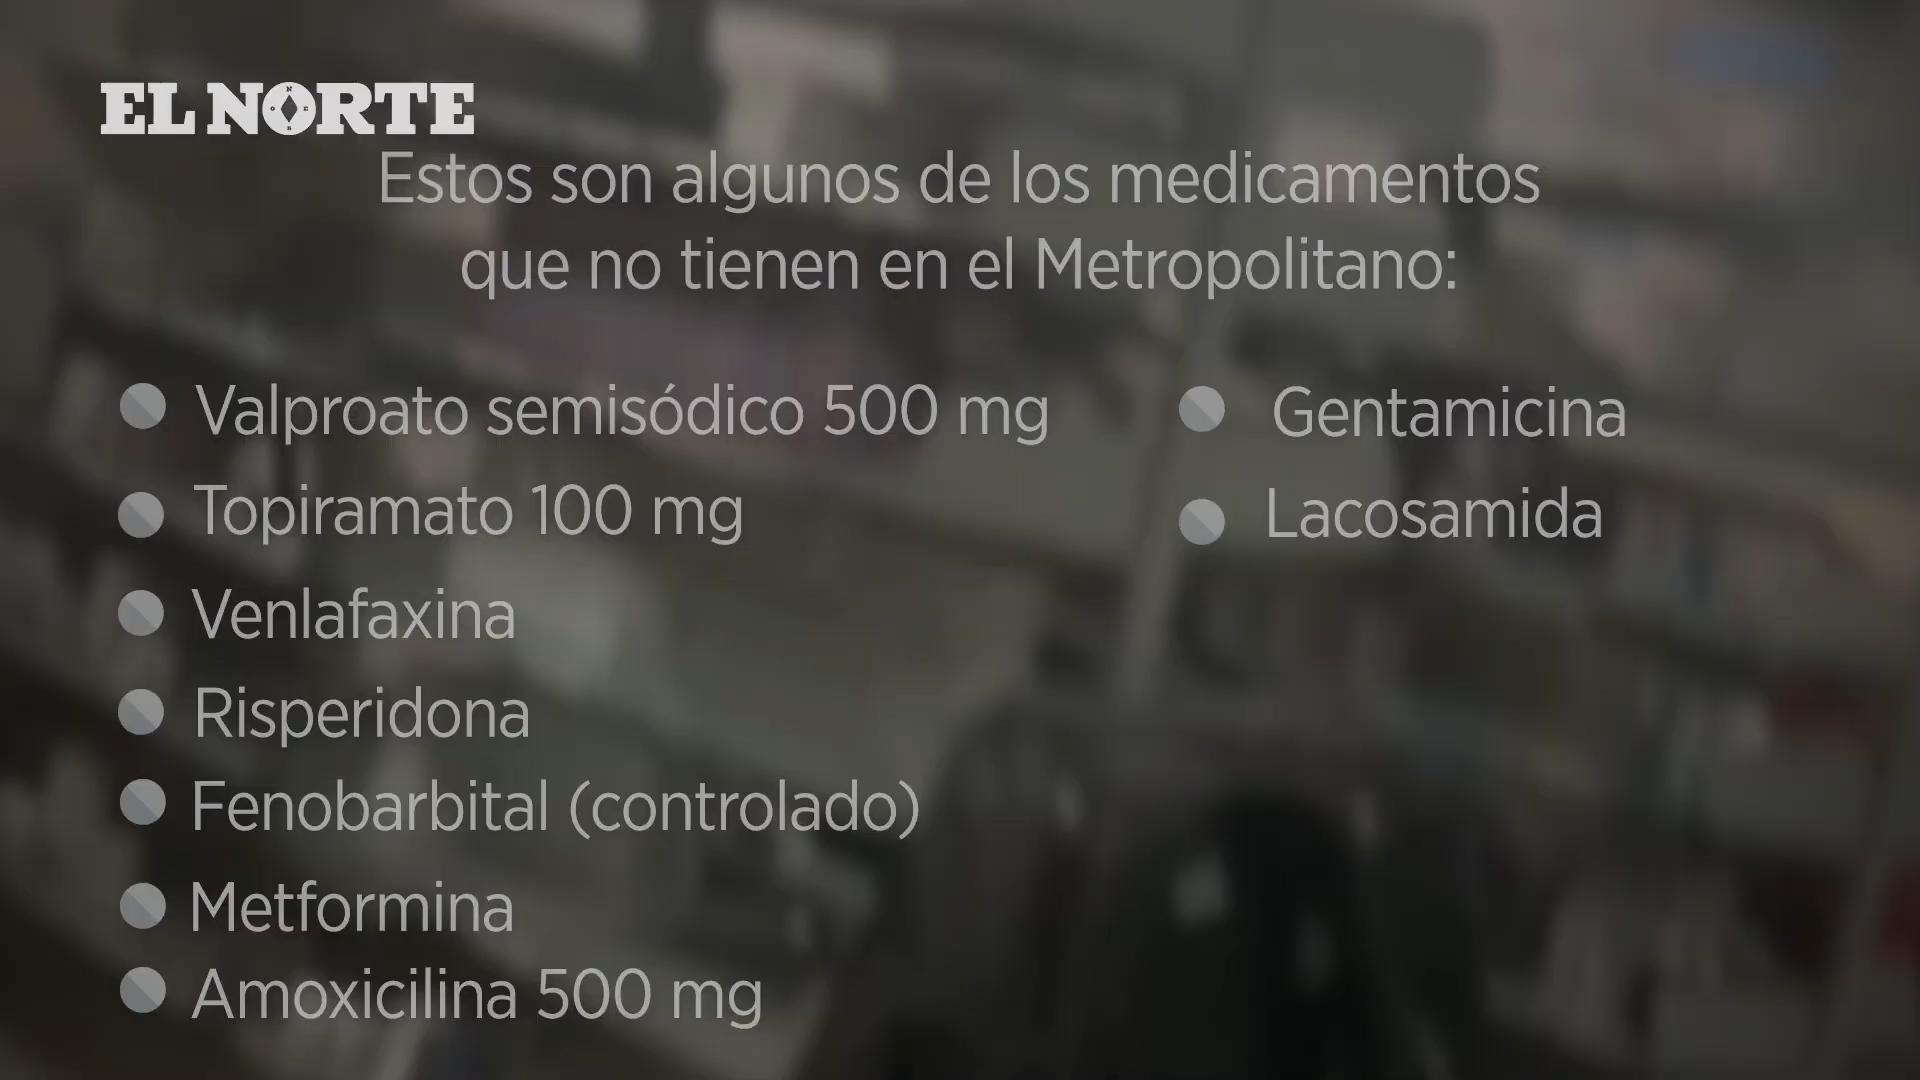 EL NORTE
Estos son algunos de los medicamentos
que no tienen en el Metropolitano:
Valproato semisódico 500 mg
Topiramato 100 mg
Venlafaxina
Risperidona
Fenobarbital (controlado)
Metformina
Amoxicilina 500 mg
Gentamicina
Lacosamida